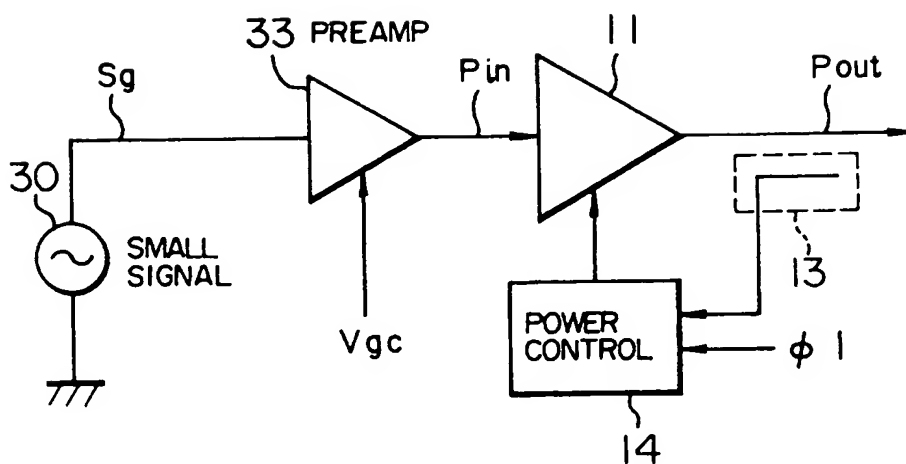 33 PREAMP
11
Sg
Pin
Pout
30
SMALL
SIGNAL
13
Vgc
POWER
CONTROL
φ 1
14